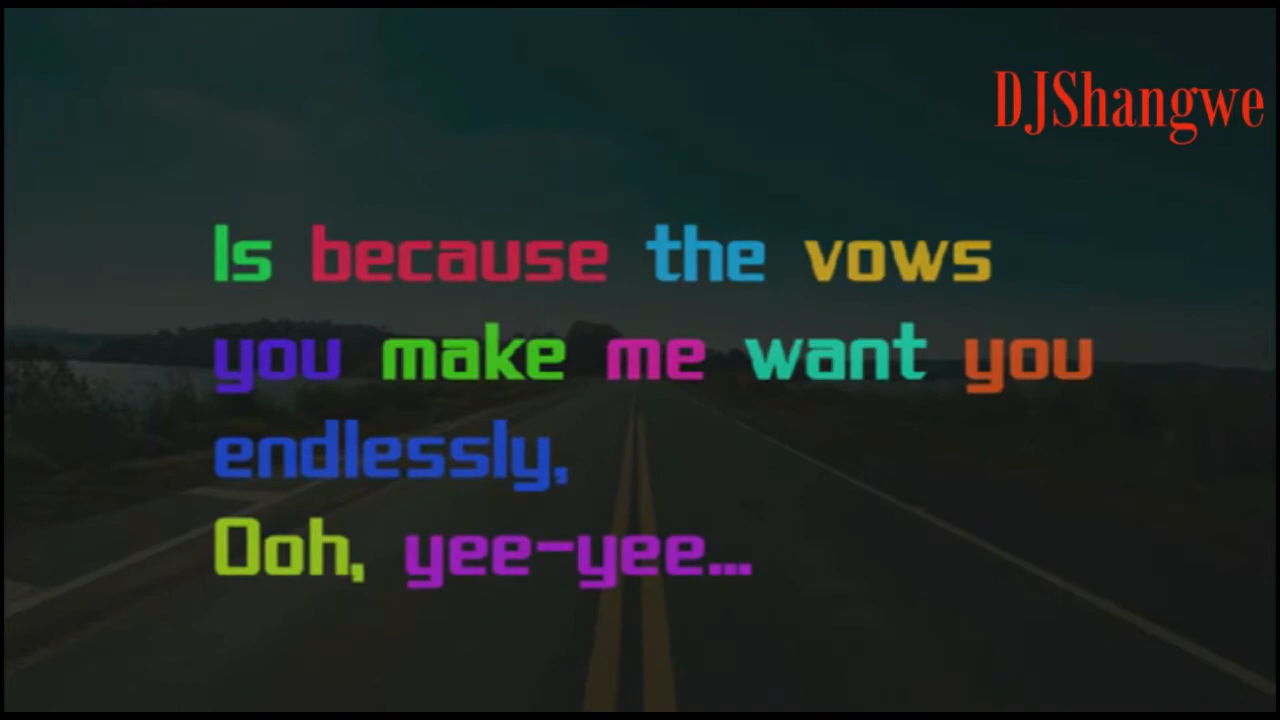 DJShangwe
Is because the vows
you make me want you
endlessly,
Ooh, yee-yee...